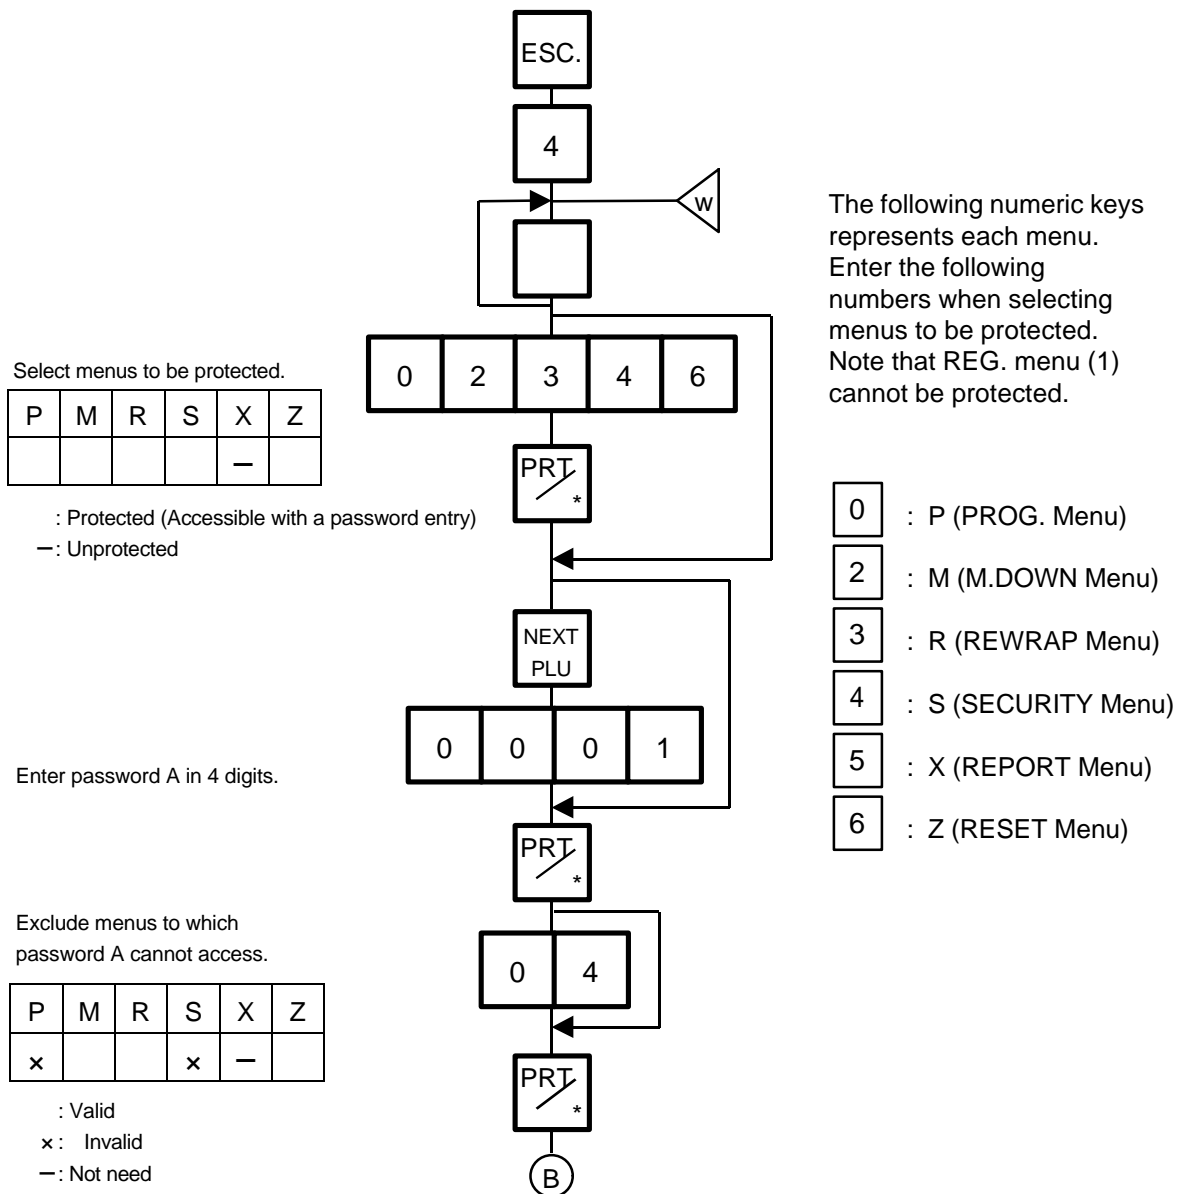 ESC.
4
w
The following numeric keys
represents each menu.
Enter the following
numbers when selecting
menus to be protected.
Note that REG. menu (1)
cannot be protected.
0 2 3 4 6
Select menus to be protected.
P M R S X Z
–
PRT/*
: Protected (Accessible with a password entry)
–: Unprotected
0 : P (PROG. Menu)
2 : M (M.DOWN Menu)
3 : R (REWRAP Menu)
4 : S (SECURITY Menu)
5 : X (REPORT Menu)
6 : Z (RESET Menu)
NEXT
PLU
0 0 0 1
Enter password A in 4 digits.
PRT/*
Exclude menus to which
password A cannot access.
0 4
P M R S X Z
× × –
PRT/*
: Valid
×: Invalid
–: Not need
B